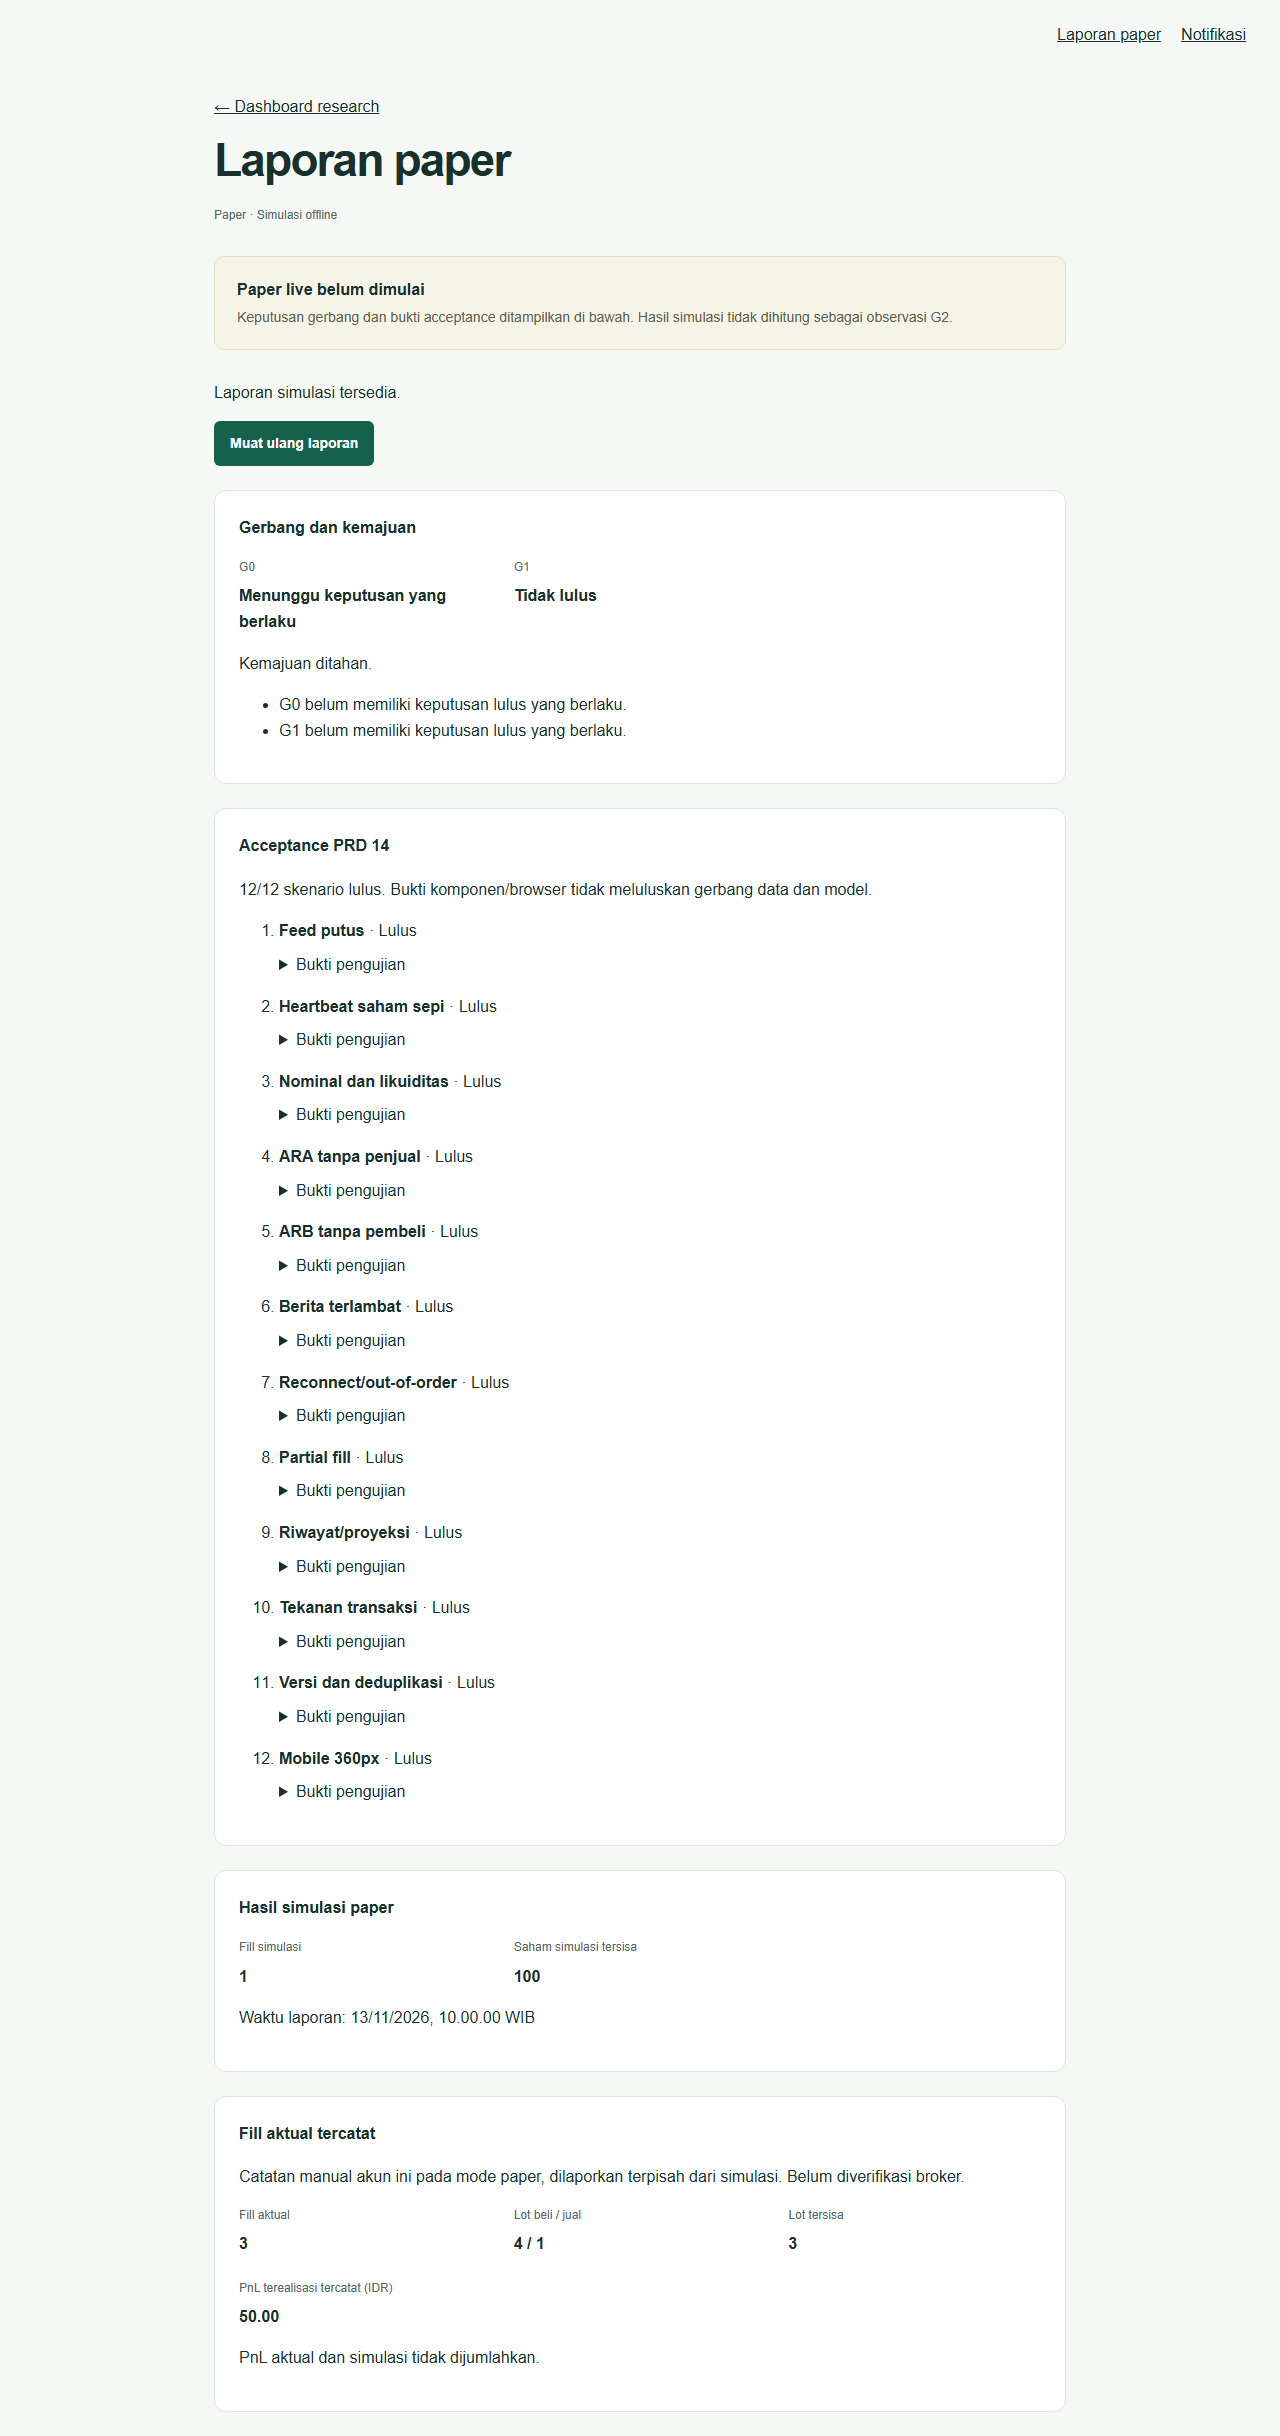 Laporan paper Notifikasi
← Dashboard research
Laporan paper
Paper · Simulasi offline
Paper live belum dimulai
Keputusan gerbang dan bukti acceptance ditampilkan di bawah. Hasil simulasi tidak dihitung sebagai observasi G2.
Laporan simulasi tersedia.
Muat ulang laporan
Gerbang dan kemajuan
G0 G1
Menunggu keputusan yang Tidak lulus
berlaku
Kemajuan ditahan.
• G0 belum memiliki keputusan lulus yang berlaku.
• G1 belum memiliki keputusan lulus yang berlaku.
Acceptance PRD 14
12/12 skenario lulus. Bukti komponen/browser tidak meluluskan gerbang data dan model.
1. Feed putus · Lulus
▶ Bukti pengujian
2. Heartbeat saham sepi · Lulus
▶ Bukti pengujian
3. Nominal dan likuiditas · Lulus
▶ Bukti pengujian
4. ARA tanpa penjual · Lulus
▶ Bukti pengujian
5. ARB tanpa pembeli · Lulus
▶ Bukti pengujian
6. Berita terlambat · Lulus
▶ Bukti pengujian
7. Reconnect/out-of-order · Lulus
▶ Bukti pengujian
8. Partial fill · Lulus
▶ Bukti pengujian
9. Riwayat/proyeksi · Lulus
▶ Bukti pengujian
10. Tekanan transaksi · Lulus
▶ Bukti pengujian
11. Versi dan deduplikasi · Lulus
▶ Bukti pengujian
12. Mobile 360px · Lulus
▶ Bukti pengujian
Hasil simulasi paper
Fill simulasi Saham simulasi tersisa
1 100
Waktu laporan: 13/11/2026, 10.00.00 WIB
Fill aktual tercatat
Catatan manual akun ini pada mode paper, dilaporkan terpisah dari simulasi. Belum diverifikasi broker.
Fill aktual Lot beli / jual Lot tersisa
3 4 / 1 3
PnL terealisasi tercatat (IDR)
50.00
PnL aktual dan simulasi tidak dijumlahkan.